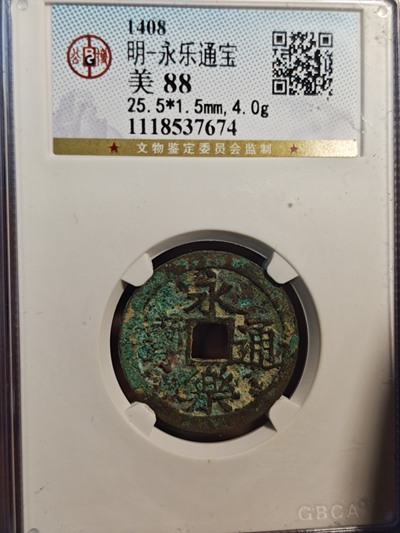 1408
明-永乐通宝
美 88
25.5*1.5mm,4.0g
1118537674
★ 文物鉴定委员会监制 ★
永樂通寳
GBCA